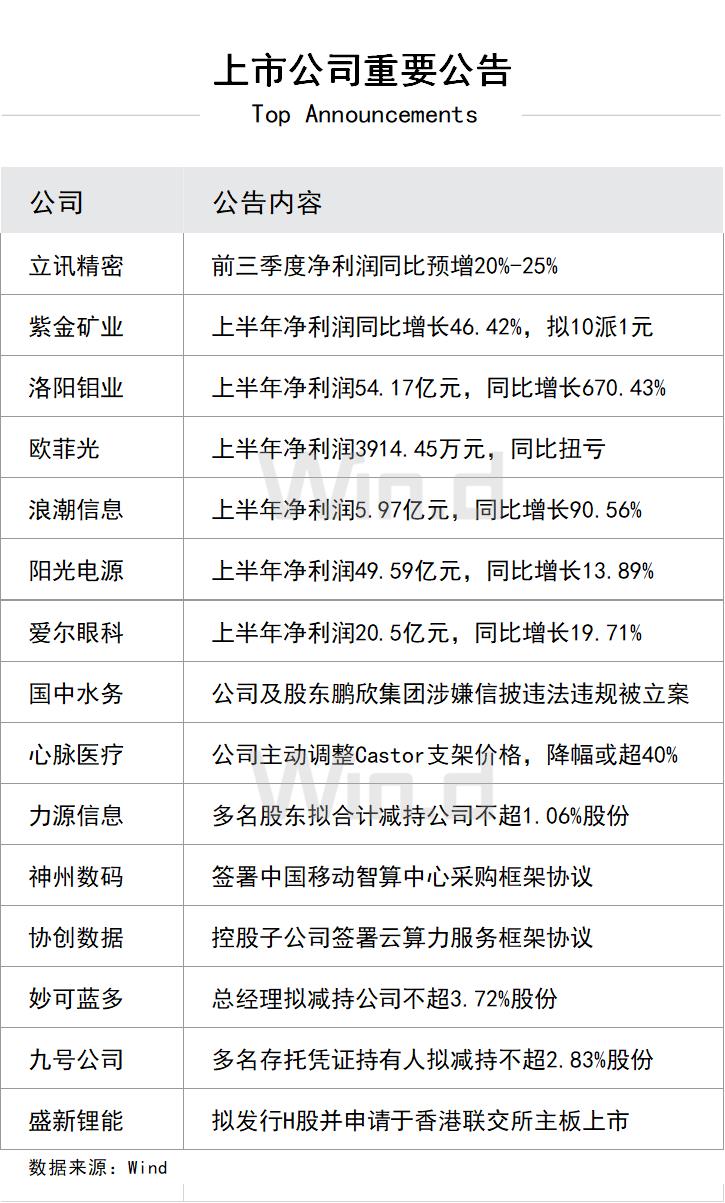 上市公司重要公告
Top Announcements
公司 公告内容
立讯精密 前三季度净利润同比预增20%-25%
紫金矿业 上半年净利润同比增长46.42%，拟10派1元
洛阳钼业 上半年净利润54.17亿元，同比增长670.43%
欧菲光 上半年净利润3914.45万元，同比扭亏
浪潮信息 上半年净利润5.97亿元，同比增长90.56%
阳光电源 上半年净利润49.59亿元，同比增长13.89%
爱尔眼科 上半年净利润20.5亿元，同比增长19.71%
国中水务 公司及股东鹏欣集团涉嫌信披违法违规被立案
心脉医疗 公司主动调整Castor支架价格，降幅或超40%
力源信息 多名股东拟合计减持公司不超1.06%股份
神州数码 签署中国移动智算中心采购框架协议
协创数据 控股子公司签署云算力服务框架协议
妙可蓝多 总经理拟减持公司不超3.72%股份
九号公司 多名存托凭证持有人拟减持不超2.83%股份
盛新锂能 拟发行H股并申请于香港联交所主板上市
数据来源：Wind
Win.d
Win.d